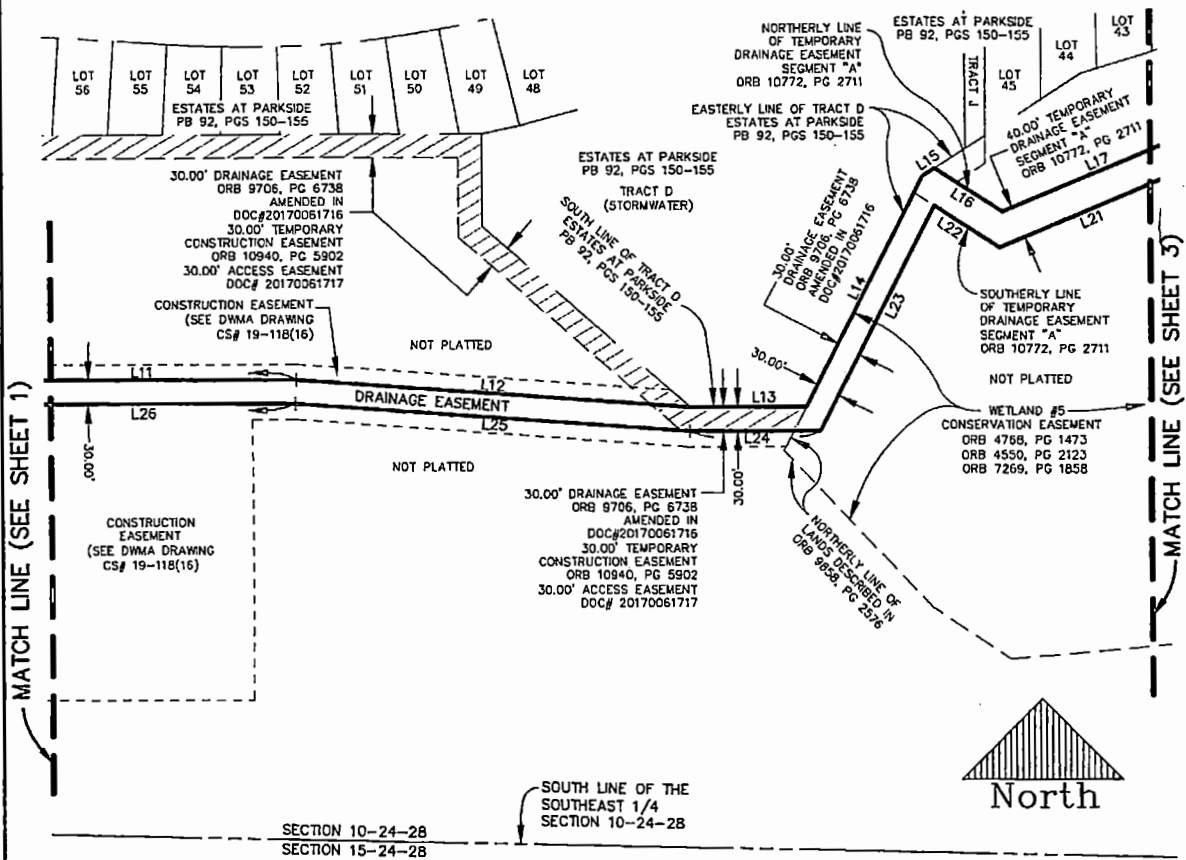 LOT
56
LOT
55
LOT
54
LOT
53
LOT
52
LOT
51
LOT
50
LOT
49
LOT
48
ESTATES AT PARKSIDE
PB 92, PGS 150-155
NORTHERLY LINE
OF TEMPORARY
DRAINAGE EASEMENT
SEGMENT "A"
ORB 10772, PG 2711
ESTATES AT PARKSIDE
PB 92, PGS 150-155
TRACT J
LOT
45
LOT
44
LOT
43
EASTERLY LINE OF TRACT D
ESTATES AT PARKSIDE
PB 92, PGS 150-155
40.00' TEMPORARY
DRAINAGE EASEMENT
SEGMENT "A"
ORB 10772, PG 2711
L15
L16
L17
L22
L21
30.00' DRAINAGE EASEMENT
ORB 9706, PG 6738
AMENDED IN
DOC#20170061716
30.00' TEMPORARY
CONSTRUCTION EASEMENT
ORB 10940, PG 5902
30.00' ACCESS EASEMENT
DOC# 20170061717
ESTATES AT PARKSIDE
PB 92, PGS 150-155
TRACT D
(STORMWATER)
SOUTH LINE OF TRACT D
ESTATES AT PARKSIDE
PB 92, PGS 150-155
30.00'
DRAINAGE EASEMENT
ORB 9706, PG 6738
AMENDED IN
DOC#20170061716
L14
L23
30.00'
SOUTHERLY LINE
OF TEMPORARY
DRAINAGE EASEMENT
SEGMENT "A"
ORB 10772, PG 2711
CONSTRUCTION EASEMENT
(SEE DWMA DRAWING
CS# 19-118(16)
NOT PLATTED
NOT PLATTED
L11
L12
L13
DRAINAGE EASEMENT
L26
L25
L24
30.00'
NOT PLATTED
WETLAND #5
CONSERVATION EASEMENT
ORB 4768, PG 1473
ORB 4550, PG 2123
ORB 7269, PG 1858
30.00'
30.00' DRAINAGE EASEMENT
ORB 9706, PG 6738
AMENDED IN
DOC#20170061716
30.00' TEMPORARY
CONSTRUCTION EASEMENT
ORB 10940, PG 5902
30.00' ACCESS EASEMENT
DOC# 20170061717
NORTHERLY LINE OF
LANDS DESCRIBED IN
ORB 9858, PG 2576
CONSTRUCTION
EASEMENT
(SEE DWMA DRAWING
CS# 19-118(16)
MATCH LINE (SEE SHEET 1)
MATCH LINE (SEE SHEET 3)
North
SOUTH LINE OF THE
SOUTHEAST 1/4
SECTION 10-24-28
SECTION 10-24-28
SECTION 15-24-28